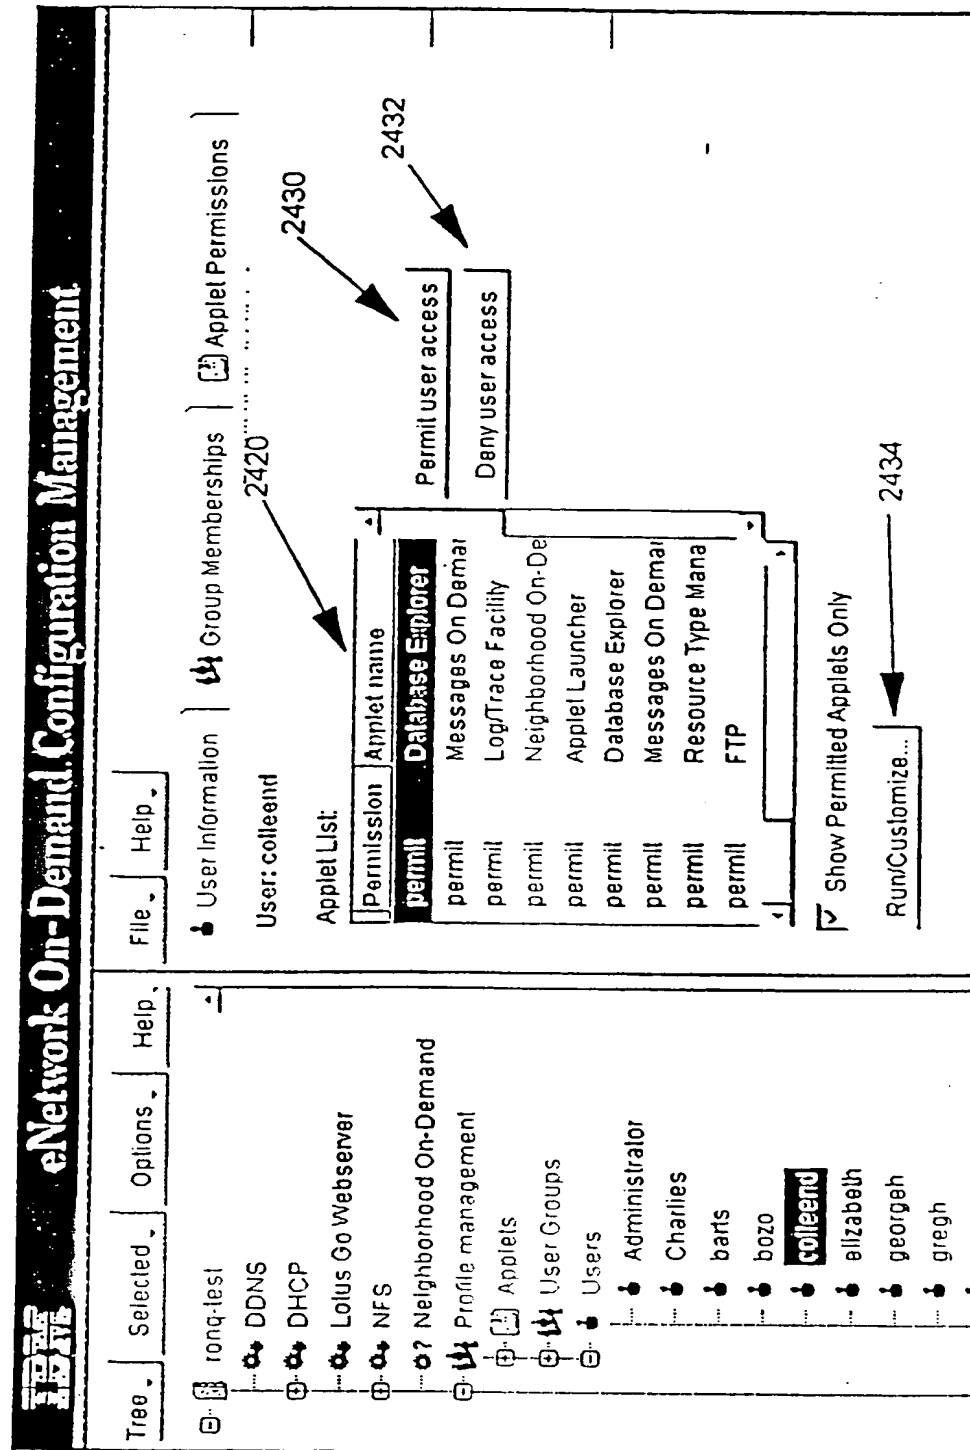 IBM eNetwork On-Demand Configuration Management
Tree Selected Options Help
File Help
ronq-test
DDNS
DHCP
Lotus Go Webserver
NFS
? Neighborhood On-Demand
Profile management
Applets
User Groups
Users
Administrator
Charlies
barts
bozo
colleend
elizabeth
georgeh
gregh
User Information
Group Memberships
Applet Permissions
User: colleend
Applet List:
2420
Permission Applet name
permit Database Explorer
permit Messages On Deman
permit Log/Trace Facility
permit Neighborhood On-De
permit Applet Launcher
permit Database Explorer
permit Messages On Deman
permit Resource Type Mana
permit FTP
Permit user access
2430
Deny user access
2432
Show Permitted Applets Only
Run/Customize...
2434